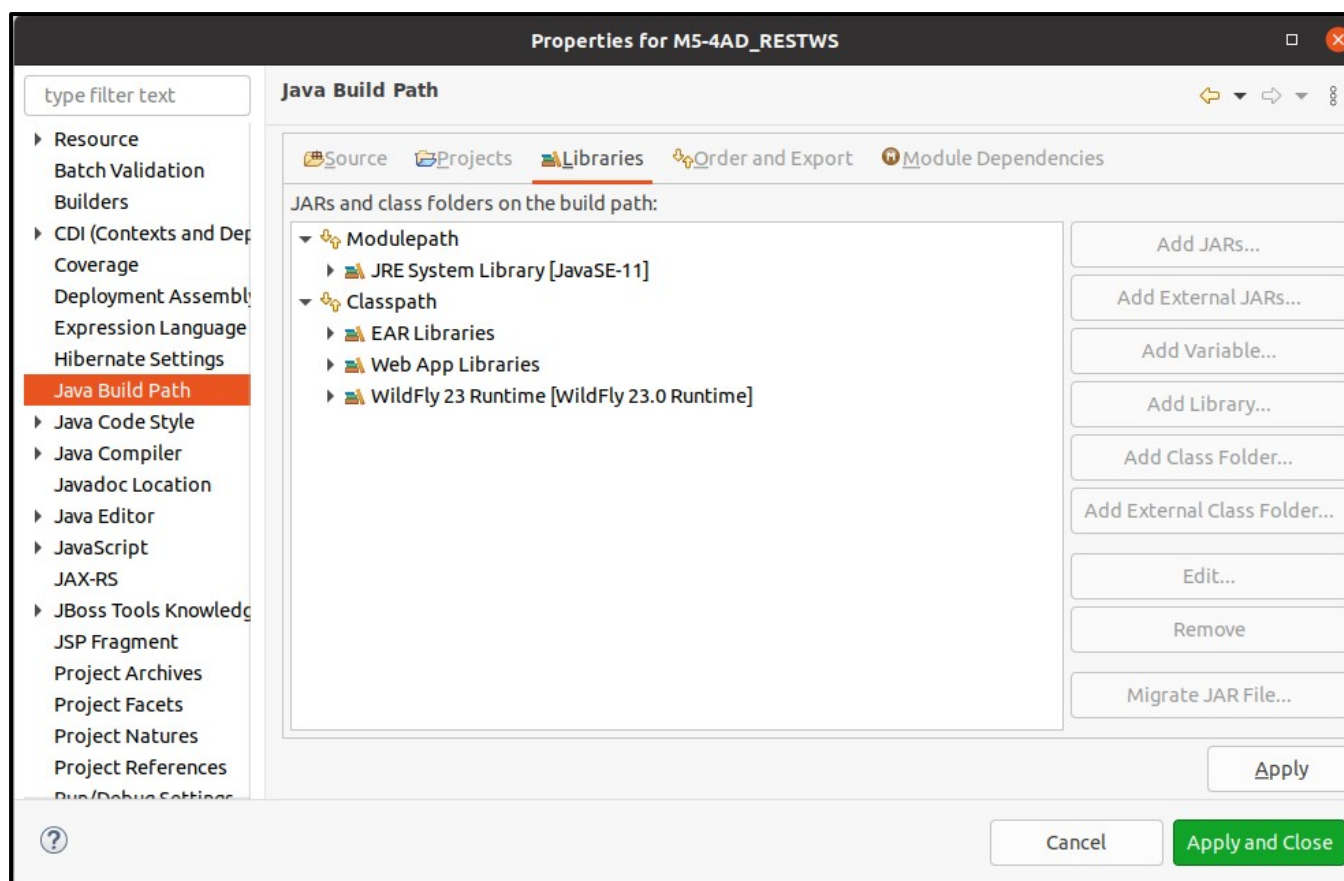 Properties for M5-4AD_RESTWS
type filter text
Java Build Path
Resource
Batch Validation
Builders
CDI (Contexts and Dep
Coverage
Deployment Assembly
Expression Language
Hibernate Settings
Java Build Path
Java Code Style
Java Compiler
Javadoc Location
Java Editor
JavaScript
JAX-RS
JBoss Tools Knowledg
JSP Fragment
Project Archives
Project Facets
Project Natures
Project References
Run/Debug Settings
Source Projects Libraries Order and Export Module Dependencies
JARs and class folders on the build path:
Modulepath
JRE System Library [JavaSE-11]
Classpath
EAR Libraries
Web App Libraries
WildFly 23 Runtime [WildFly 23.0 Runtime]
Add JARs...
Add External JARs...
Add Variable...
Add Library...
Add Class Folder...
Add External Class Folder...
Edit...
Remove
Migrate JAR File...
Apply
?
Cancel
Apply and Close